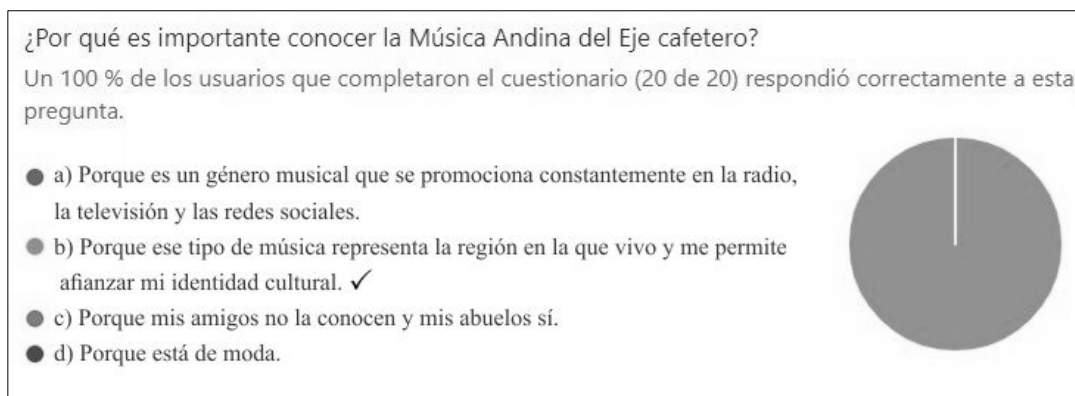 ¿Por qué es importante conocer la Música Andina del Eje cafetero?
Un 100 % de los usuarios que completaron el cuestionario (20 de 20) respondió correctamente a esta
pregunta.
a) Porque es un género musical que se promociona constantemente en la radio,
la televisión y las redes sociales.
b) Porque ese tipo de música representa la región en la que vivo y me permite
afianzar mi identidad cultural. ✓
c) Porque mis amigos no la conocen y mis abuelos sí.
d) Porque está de moda.